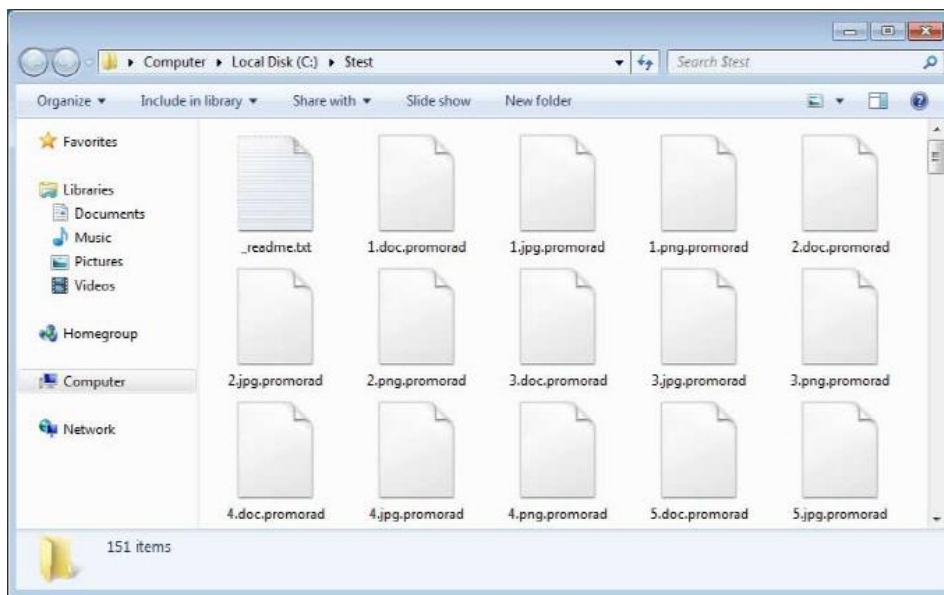 Computer ▸ Local Disk (C:) ▸ $test
Search $test
Organize Include in library Share with Slide show New folder
Favorites
Libraries
Documents
Music
Pictures
Videos
Homegroup
Computer
Network
_readme.txt 1.doc.promorad 1.jpg.promorad 1.png.promorad 2.doc.promorad
2.jpg.promorad 2.png.promorad 3.doc.promorad 3.jpg.promorad 3.png.promorad
4.doc.promorad 4.jpg.promorad 4.png.promorad 5.doc.promorad 5.jpg.promorad
151 items